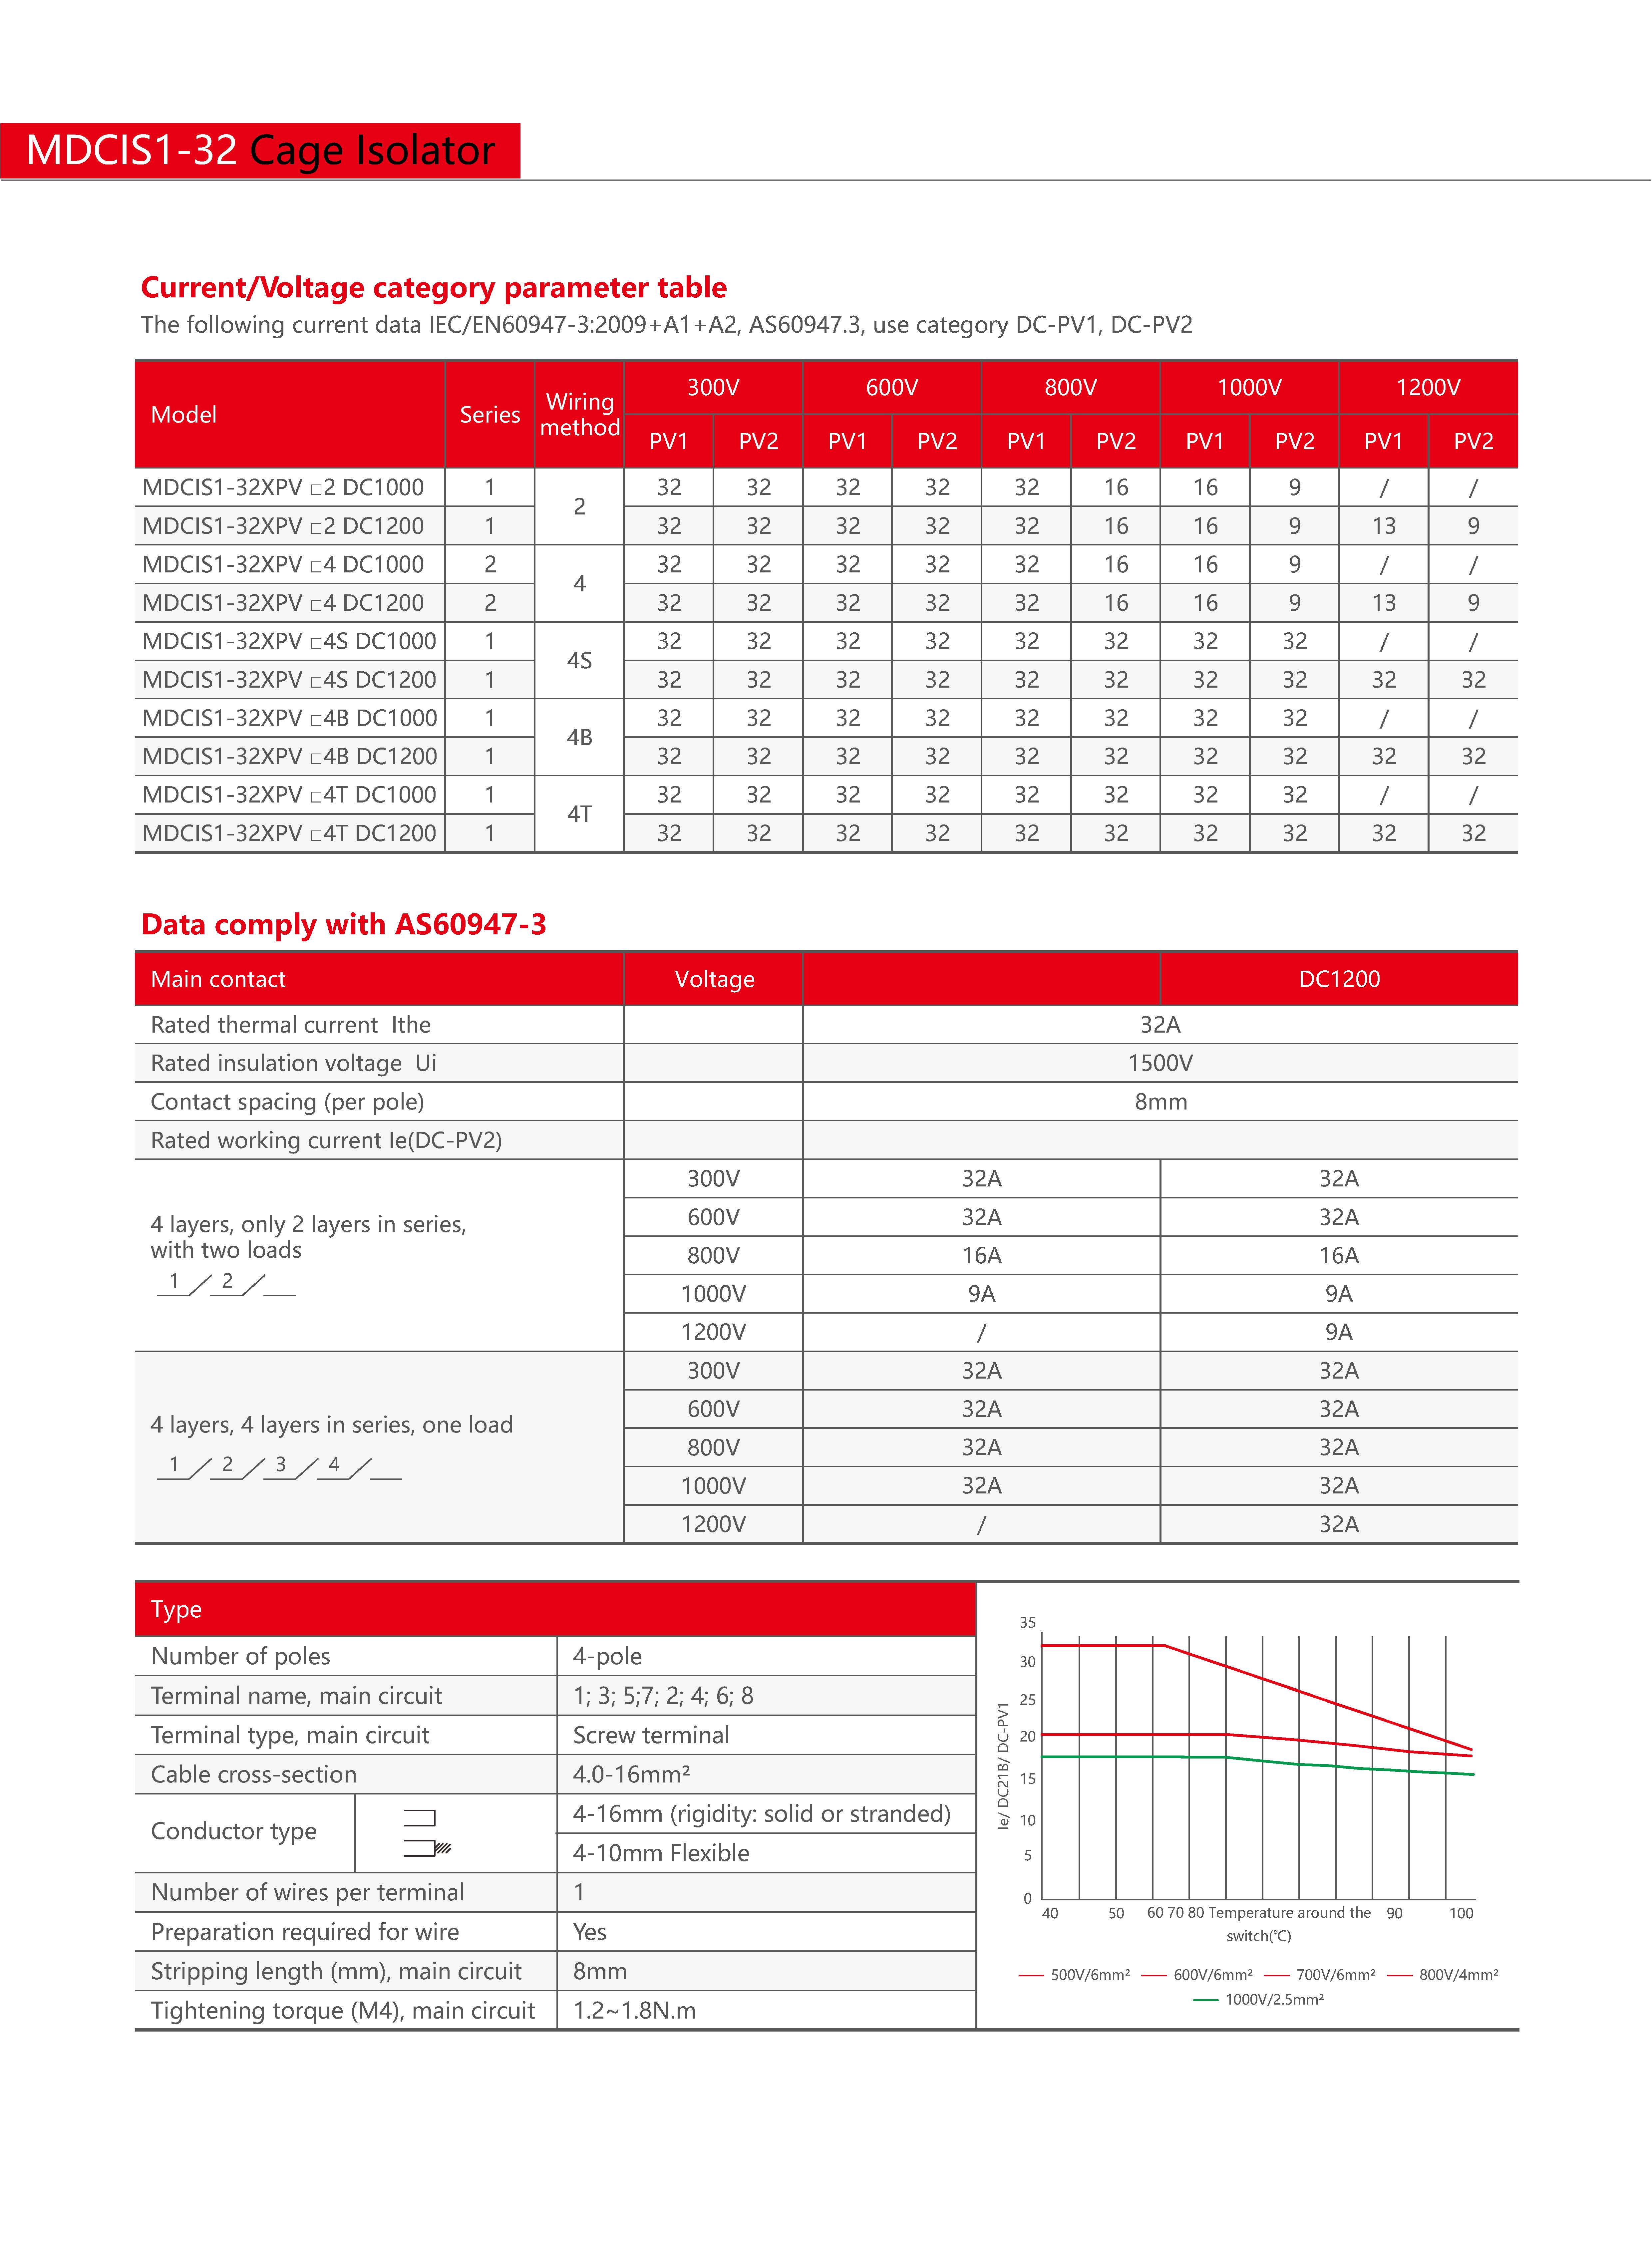 MDCIS1-32 Cage Isolator
Current/Voltage category parameter table
The following current data IEC/EN60947-3:2009+A1+A2, AS60947.3, use category DC-PV1, DC-PV2
Model Series Wiring method 300V 600V 800V 1000V 1200V
PV1 PV2 PV1 PV2 PV1 PV2 PV1 PV2 PV1 PV2
MDCIS1-32XPV □2 DC1000 1 2 32 32 32 32 32 16 16 9 / /
MDCIS1-32XPV □2 DC1200 1 32 32 32 32 32 16 16 9 13 9
MDCIS1-32XPV □4 DC1000 2 4 32 32 32 32 32 16 16 9 / /
MDCIS1-32XPV □4 DC1200 2 32 32 32 32 32 16 16 9 13 9
MDCIS1-32XPV □4S DC1000 1 4S 32 32 32 32 32 32 32 32 / /
MDCIS1-32XPV □4S DC1200 1 32 32 32 32 32 32 32 32 32 32
MDCIS1-32XPV □4B DC1000 1 4B 32 32 32 32 32 32 32 32 / /
MDCIS1-32XPV □4B DC1200 1 32 32 32 32 32 32 32 32 32 32
MDCIS1-32XPV □4T DC1000 1 4T 32 32 32 32 32 32 32 32 / /
MDCIS1-32XPV □4T DC1200 1 32 32 32 32 32 32 32 32 32 32
Data comply with AS60947-3
Main contact Voltage DC1200
Rated thermal current Ithe 32A
Rated insulation voltage Ui 1500V
Contact spacing (per pole) 8mm
Rated working current Ie(DC-PV2)
4 layers, only 2 layers in series,
with two loads
1 2
300V 32A 32A
600V 32A 32A
800V 16A 16A
1000V 9A 9A
1200V / 9A
4 layers, 4 layers in series, one load
1 2 3 4
300V 32A 32A
600V 32A 32A
800V 32A 32A
1000V 32A 32A
1200V / 32A
Type
Number of poles 4-pole
Terminal name, main circuit 1; 3; 5;7; 2; 4; 6; 8
Terminal type, main circuit Screw terminal
Cable cross-section 4.0-16mm²
Conductor type 4-16mm (rigidity: solid or stranded)
4-10mm Flexible
Number of wires per terminal 1
Preparation required for wire Yes
Stripping length (mm), main circuit 8mm
Tightening torque (M4), main circuit 1.2~1.8N.m
Ie/ DC21B/ DC-PV1
35
30
25
20
15
10
5
0
40 50 60 70 80 Temperature around the 90 100
switch(℃)
500V/6mm² 600V/6mm² 700V/6mm² 800V/4mm²
1000V/2.5mm²